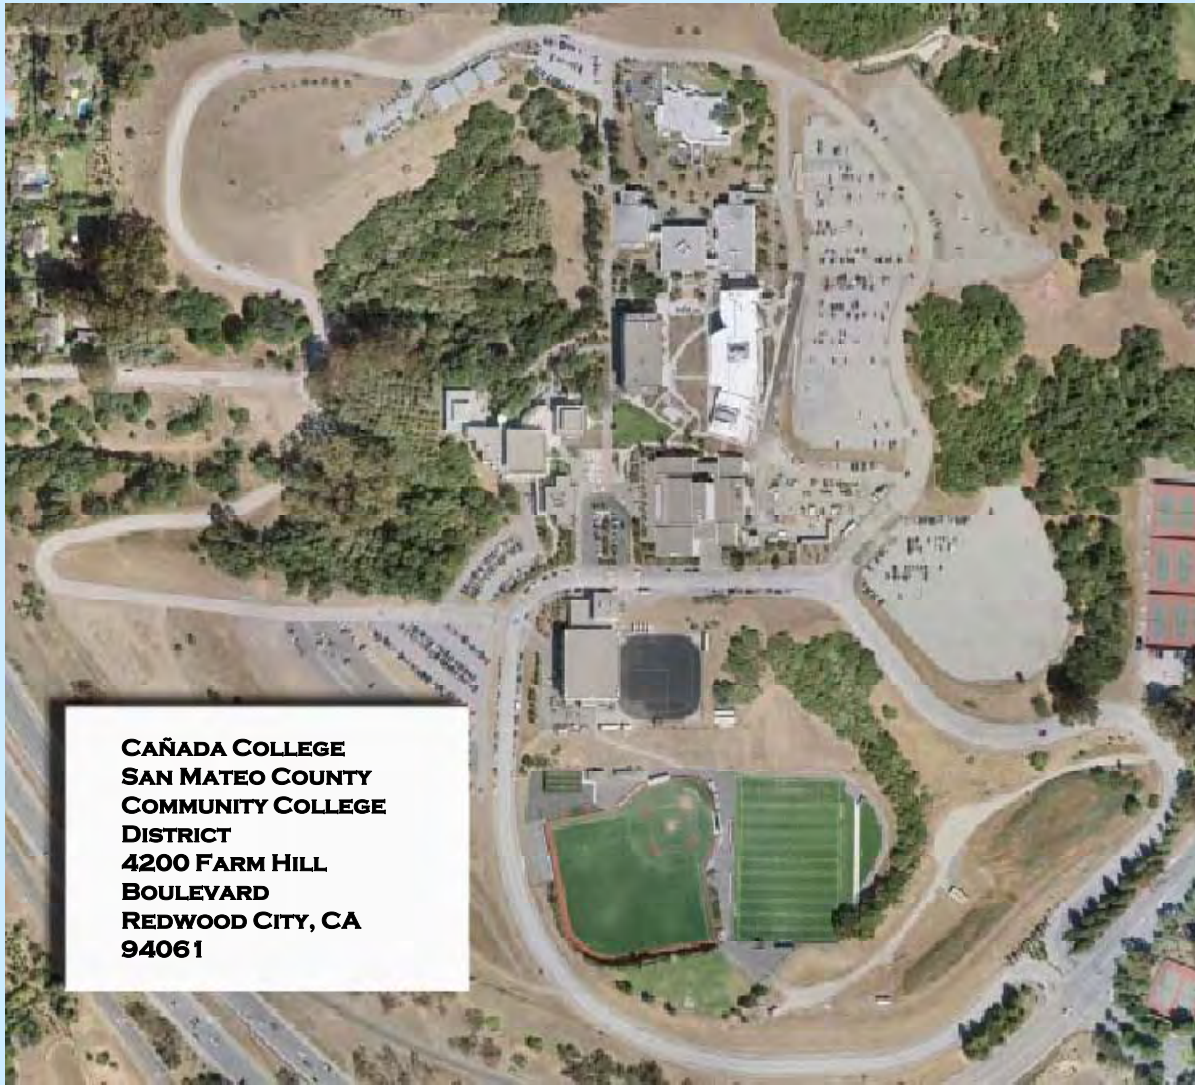 CAÑADA COLLEGE
SAN MATEO COUNTY
COMMUNITY COLLEGE
DISTRICT
4200 FARM HILL
BOULEVARD
REDWOOD CITY, CA
94061